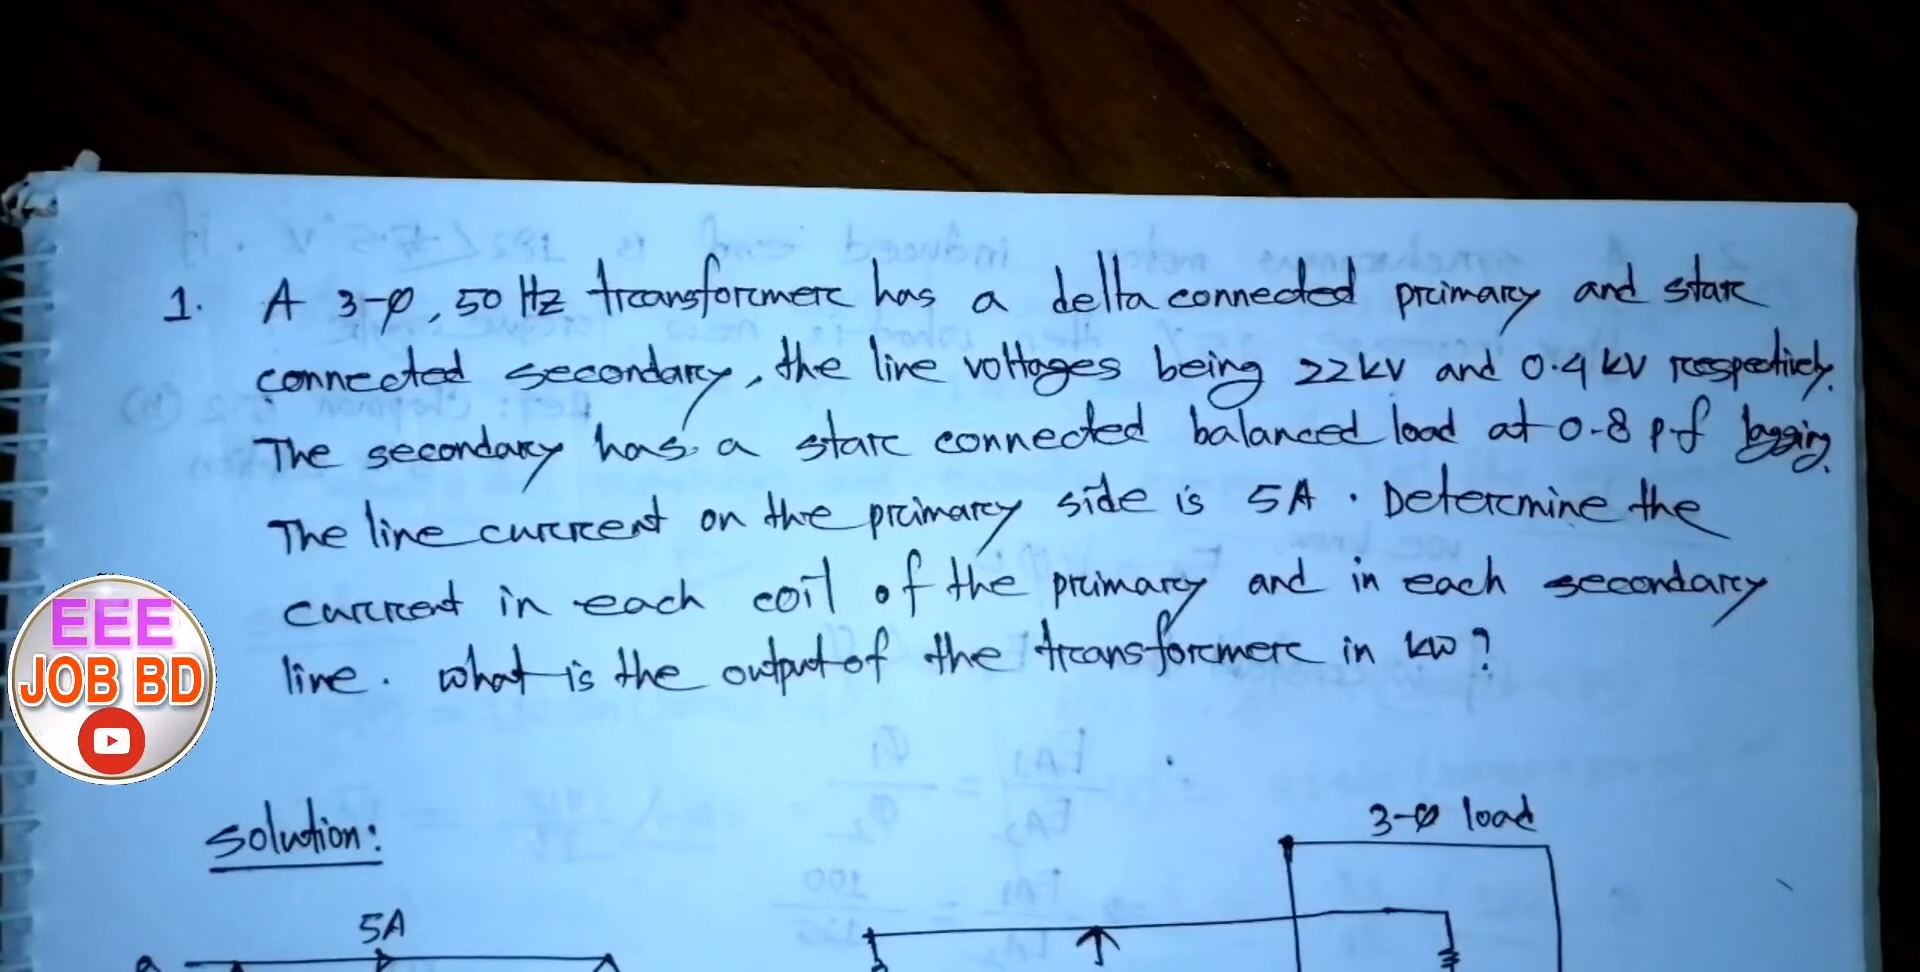 1. A 3-φ, 50 Hz transformer has a delta connected primary and star
connected secondary, the line voltages being 22kv and 0.4kv respectively.
The secondary has a star connected balanced load at 0.8 pf lagging.
The line current on the primary side is 5A. Determine the
current in each coil of the primary and in each secondary
line. what is the output of the transformer in kw?
EEE
JOB BD
Solution:
3-φ load
5A